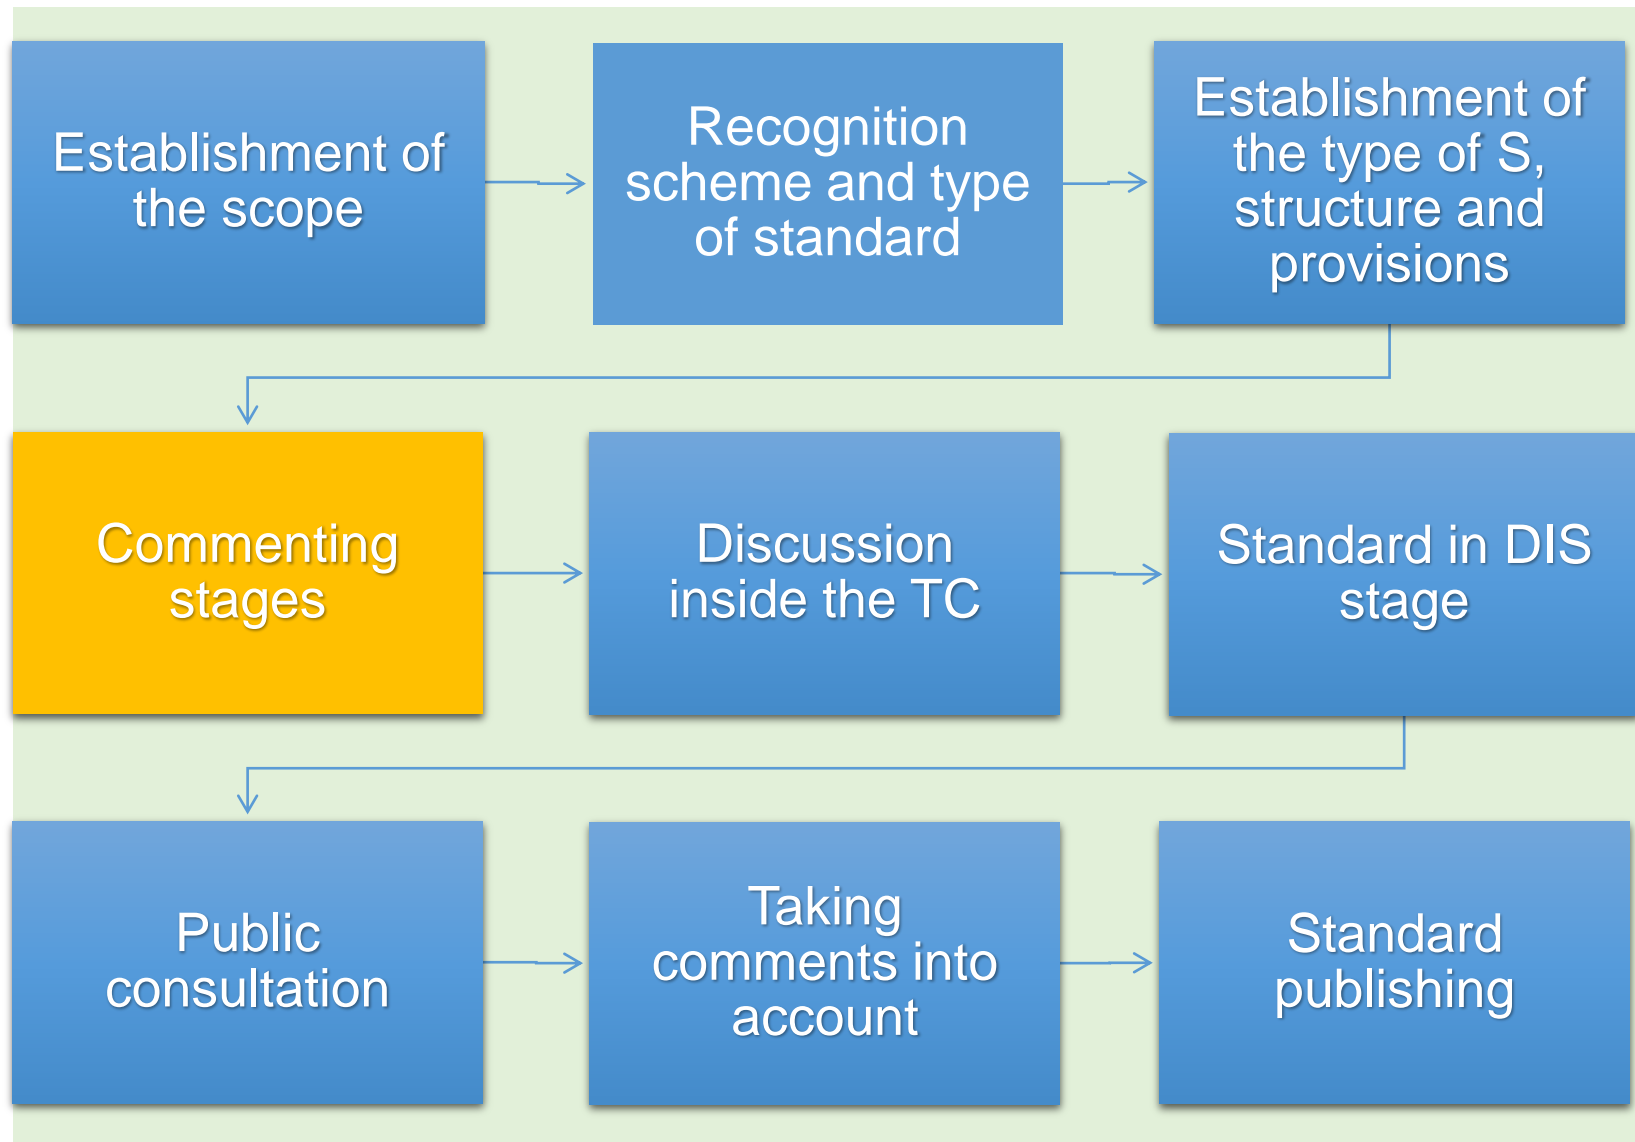 Establishment of
the scope
Recognition
scheme and type
of standard
Establishment of
the type of S,
structure and
provisions
Commenting
stages
Discussion
inside the TC
Standard in DIS
stage
Public
consultation
Taking
comments into
account
Standard
publishing